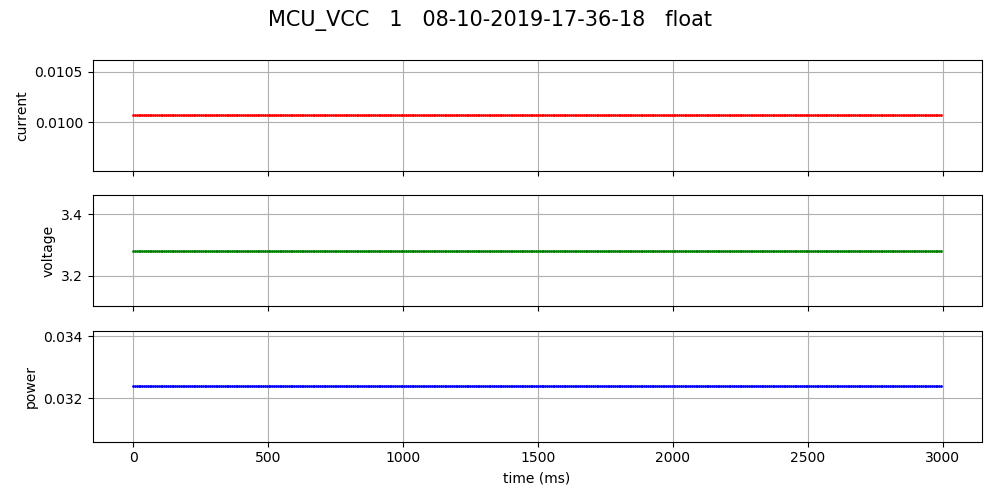 MCU_VCC 1 08-10-2019-17-36-18 float
0.0105
0.0100
current
3.4
3.2
voltage
0.034
0.032
power
0 500 1000 1500 2000 2500 3000
time (ms)